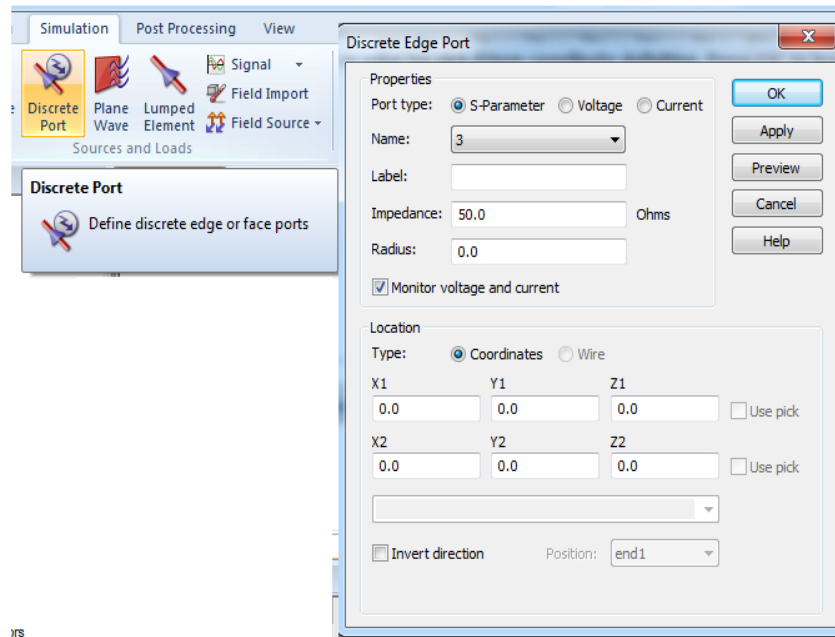 Simulation Post Processing View
Discrete Port
Plane Wave
Lumped Element
Signal
Field Import
Field Source
Sources and Loads
Discrete Port
Define discrete edge or face ports
Discrete Edge Port
Properties
Port type: S-Parameter Voltage Current
Name: 3
Label:
Impedance: 50.0 Ohms
Radius: 0.0
Monitor voltage and current
OK
Apply
Preview
Cancel
Help
Location
Type: Coordinates Wire
X1 Y1 Z1
0.0 0.0 0.0 Use pick
X2 Y2 Z2
0.0 0.0 0.0 Use pick
Invert direction Position: end1